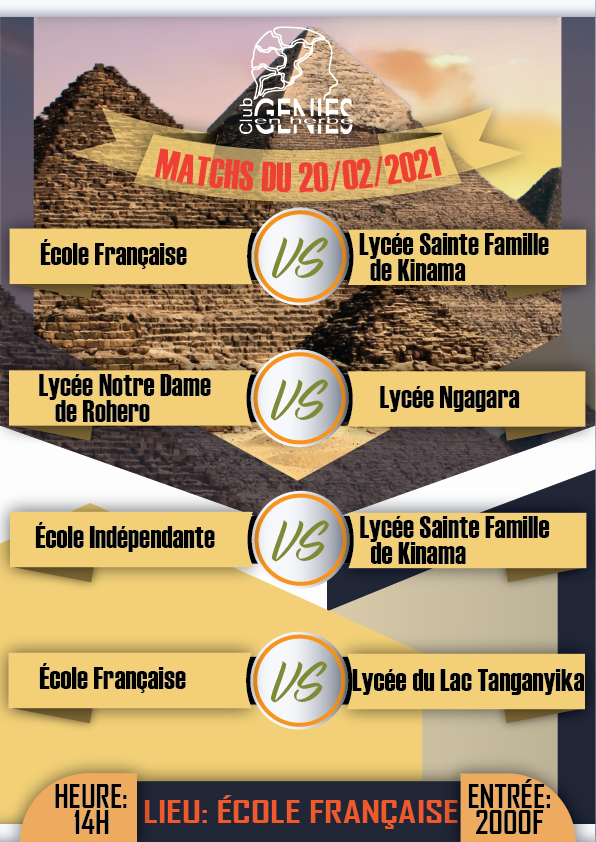 Club
GENIES
en herbe
MATCHS DU 20/02/2021
École Française
VS
Lycée Sainte Famille
de Kinama
Lycée Notre Dame
de Rohero
VS
Lycée Ngagara
École Indépendante
VS
Lycée Sainte Famille
de Kinama
École Française
VS
Lycée du Lac Tanganyika
HEURE:
14H
LIEU: ÉCOLE FRANÇAISE
ENTRÉE:
2000F